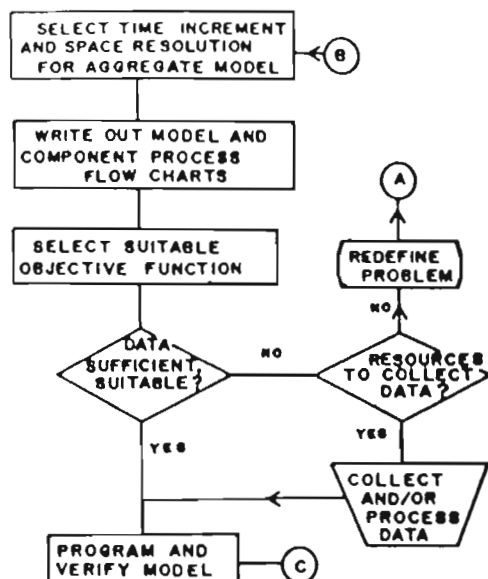 SELECT TIME INCREMENT
AND SPACE RESOLUTION
FOR AGGREGATE MODEL
B
WRITE OUT MODEL AND
COMPONENT PROCESS
FLOW CHARTS
A
SELECT SUITABLE
OBJECTIVE FUNCTION
REDEFINE
PROBLEM
NO
DATA
SUFFICIENT,
SUITABLE?
NO
RESOURCES
TO COLLECT
DATA?
YES
YES
COLLECT
AND/OR
PROCESS
DATA
PROGRAM AND
VERIFY MODEL
C